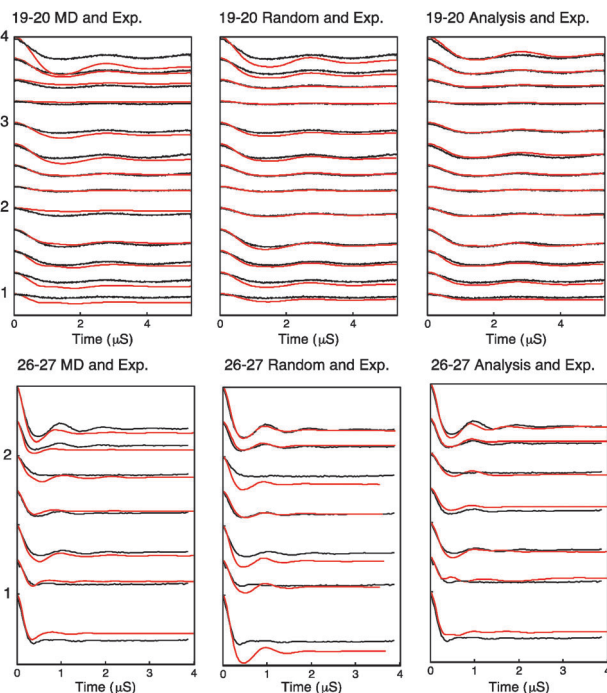 19-20 MD and Exp.
19-20 Random and Exp.
19-20 Analysis and Exp.
4
3
2
1
0 2 4
0 2 4
0 2 4
Time (µS)
Time (µS)
Time (µS)
26-27 MD and Exp.
26-27 Random and Exp.
26-27 Analysis and Exp.
2
1
0 1 2 3 4
0 1 2 3 4
0 1 2 3 4
Time (µS)
Time (µS)
Time (µS)